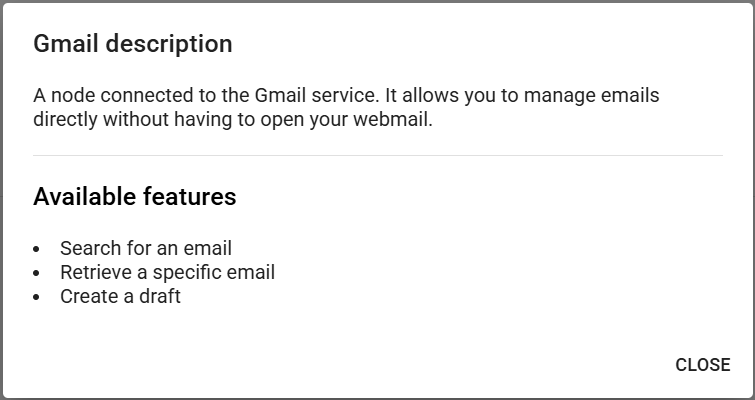 Gmail description
A node connected to the Gmail service. It allows you to manage emails
directly without having to open your webmail.
Available features
• Search for an email
• Retrieve a specific email
• Create a draft
CLOSE